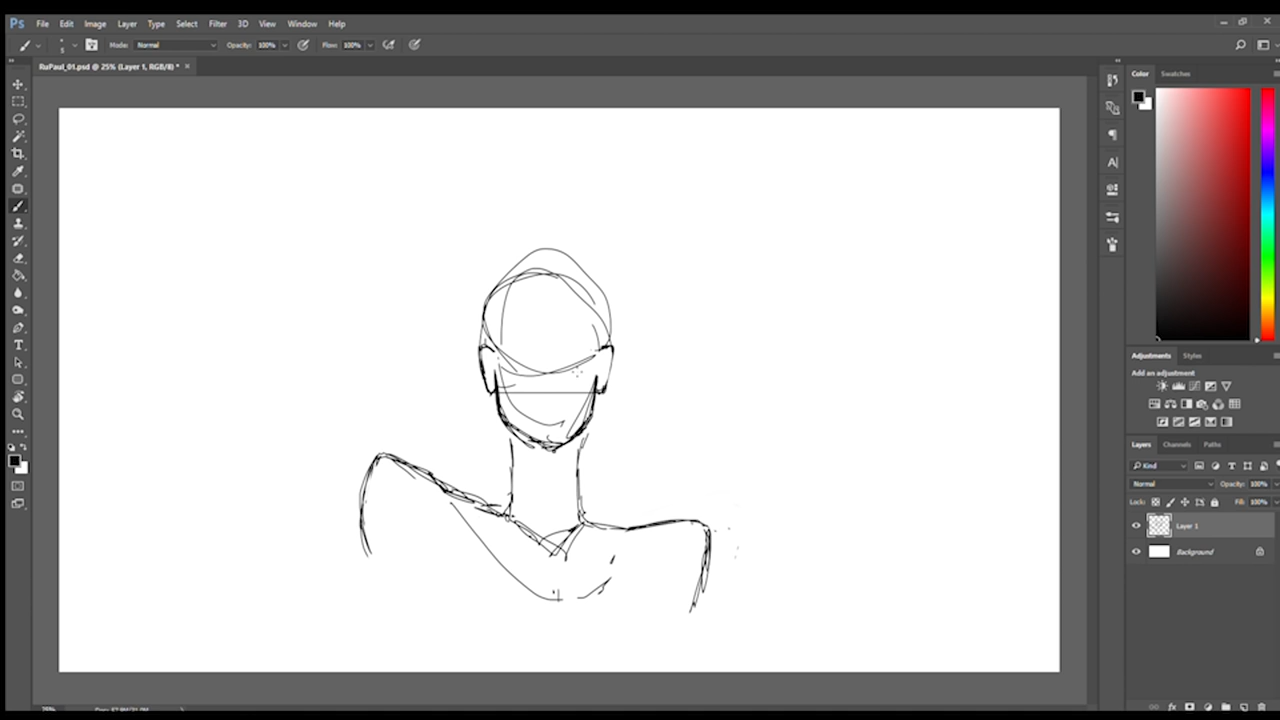 Ps File Edit Image Layer Type Select Filter 3D View Window Help
5 Mode: Normal Opacity: 100% Flow: 100%
RuPaul_01.psd @ 25% (Layer 1, RGB/8) * ×
Color Swatches
Adjustments Styles
Add an adjustment
Layers Channels Paths
Kind
Normal Opacity: 100%
Lock: Fill: 100%
Layer 1
Background